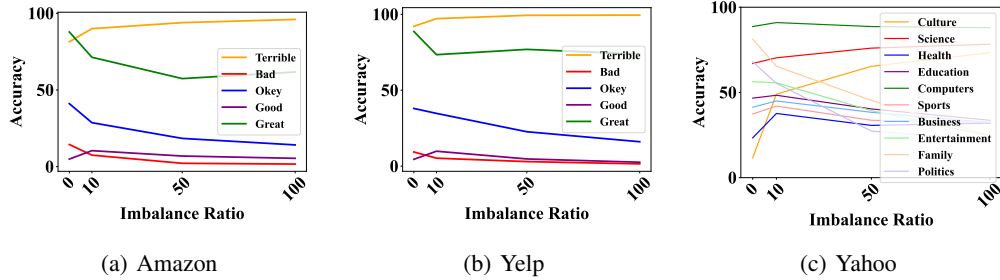 100
50
0
Accuracy
Terrible
Bad
Okey
Good
Great
0 10 50 100
Imbalance Ratio
(a) Amazon
100
50
0
Accuracy
Terrible
Bad
Okey
Good
Great
0 10 50 100
Imbalance Ratio
(b) Yelp
100
50
0
Accuracy
Culture
Science
Health
Education
Computers
Sports
Business
Entertainment
Family
Politics
0 10 50 100
Imbalance Ratio
(c) Yahoo